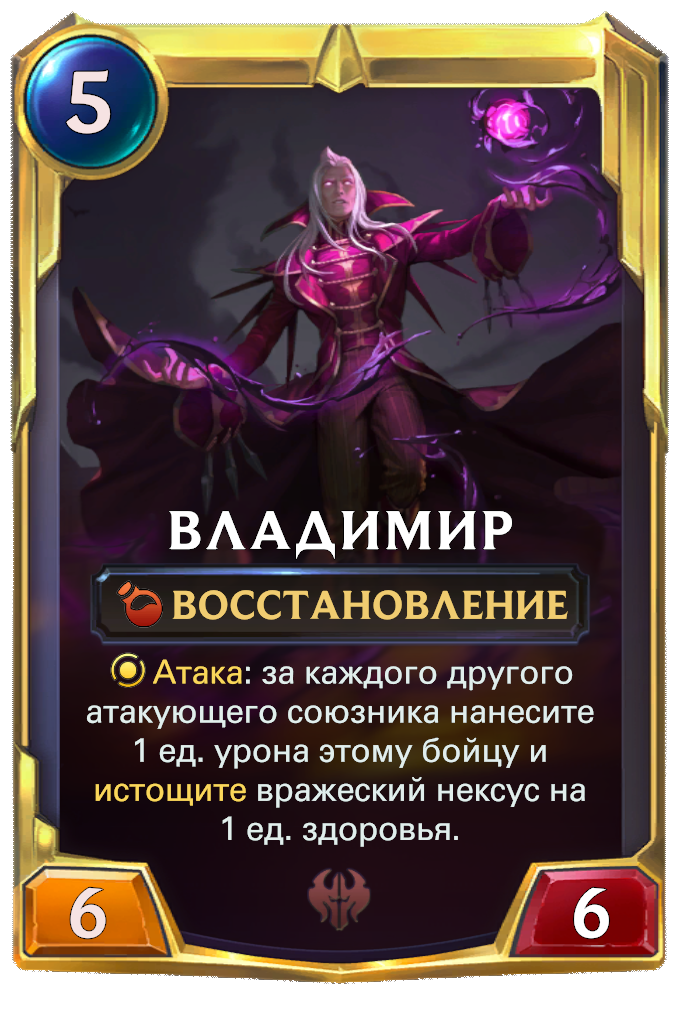 5
ВЛАДИМИР
ВОССТАНОВЛЕНИЕ
Атака: за каждого другого
атакующего союзника нанесите
1 ед. урона этому бойцу и
истощите вражеский нексус на
1 ед. здоровья.
6 6